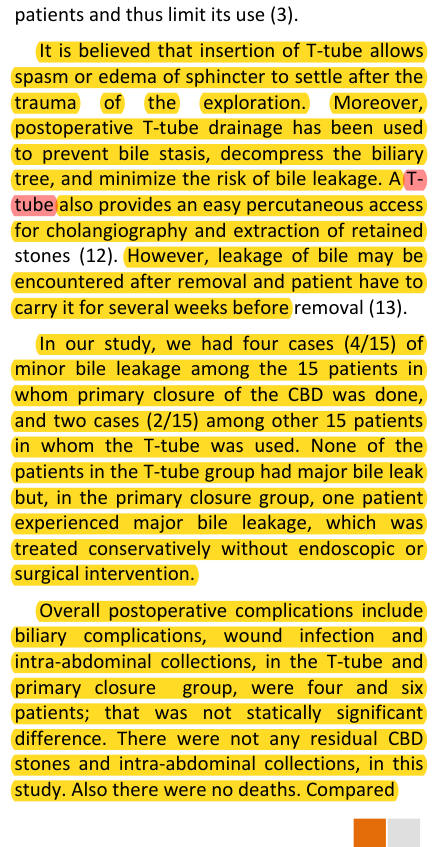 patients and thus limit its use (3).
It is believed that insertion of T-tube allows
spasm or edema of sphincter to settle after the
trauma of the exploration. Moreover,
postoperative T-tube drainage has been used
to prevent bile stasis, decompress the biliary
tree, and minimize the risk of bile leakage. A T-
tube also provides an easy percutaneous access
for cholangiography and extraction of retained
stones (12). However, leakage of bile may be
encountered after removal and patient have to
carry it for several weeks before removal (13).
In our study, we had four cases (4/15) of
minor bile leakage among the 15 patients in
whom primary closure of the CBD was done,
and two cases (2/15) among other 15 patients
in whom the T-tube was used. None of the
patients in the T-tube group had major bile leak
but, in the primary closure group, one patient
experienced major bile leakage, which was
treated conservatively without endoscopic or
surgical intervention.
Overall postoperative complications include
biliary complications, wound infection and
intra-abdominal collections, in the T-tube and
primary closure group, were four and six
patients; that was not statically significant
difference. There were not any residual CBD
stones and intra-abdominal collections, in this
study. Also there were no deaths. Compared